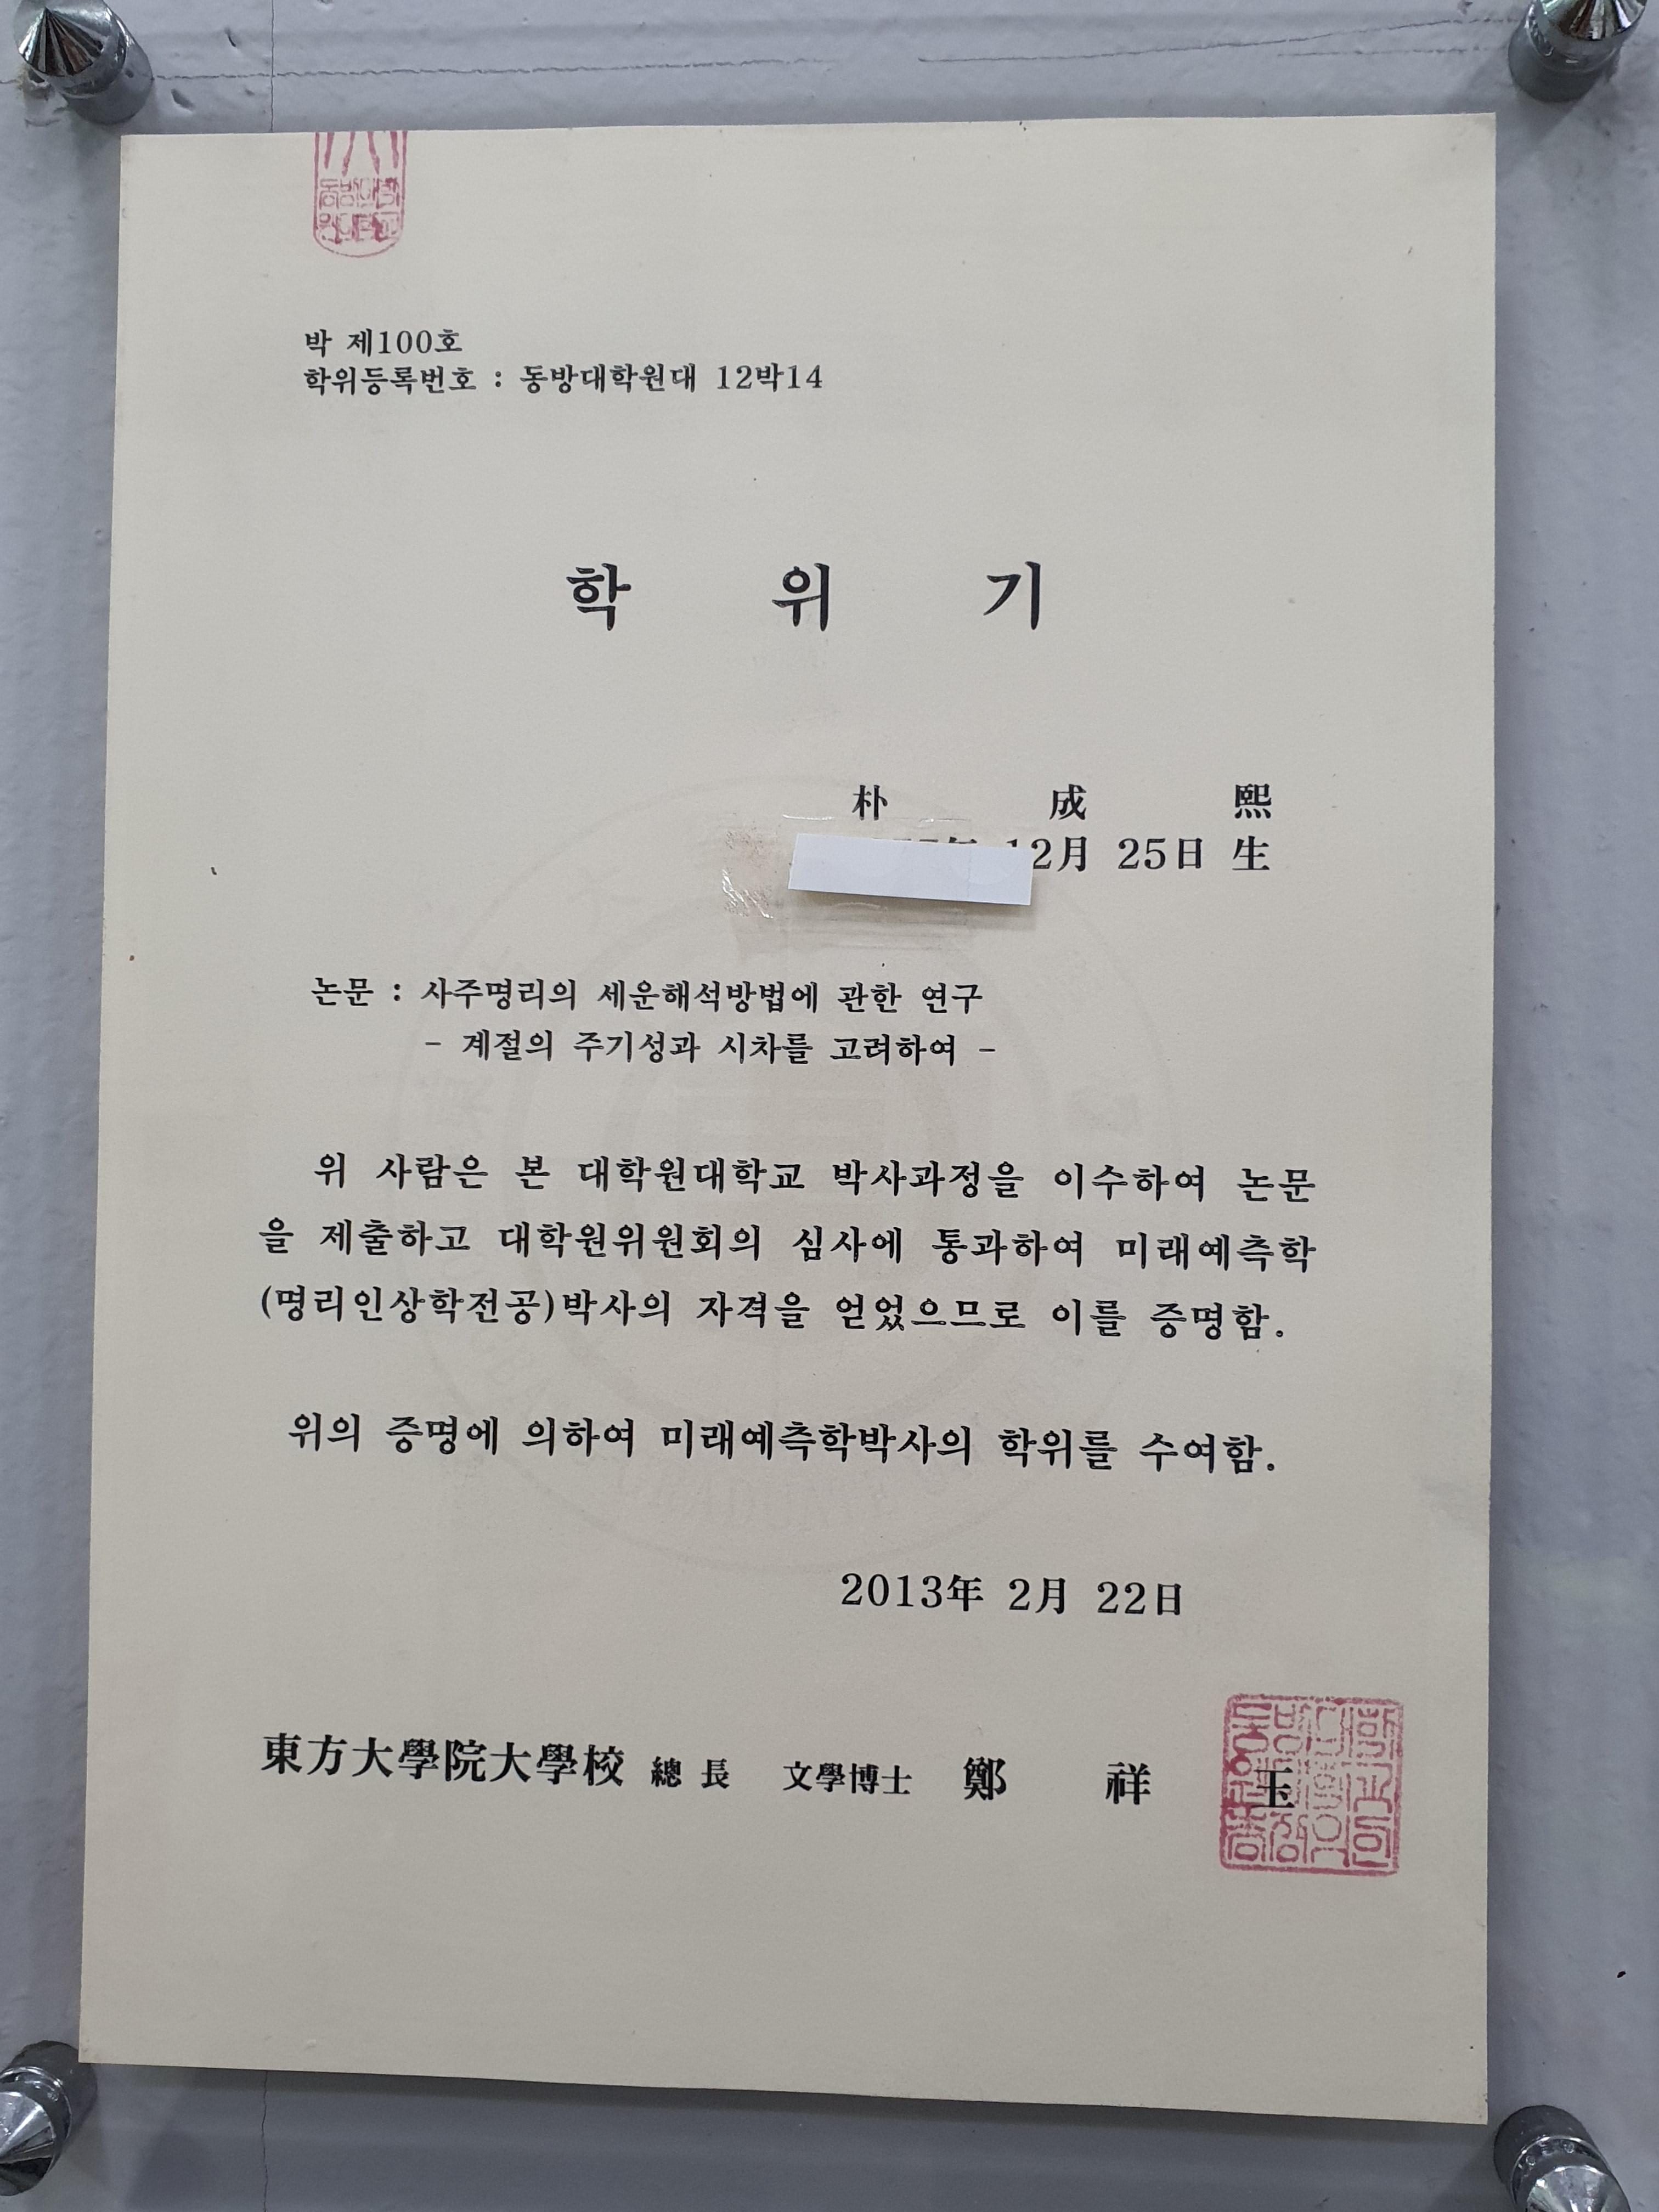 박 제100호
학위등록번호 : 동방대학원대 12박14
학 위 기
朴 成 熙
12月 25日 生
논문 : 사주명리의 세운해석방법에 관한 연구
- 계절의 주기성과 시차를 고려하여 -
위 사람은 본 대학원대학교 박사과정을 이수하여 논문
을 제출하고 대학원위원회의 심사에 통과하여 미래예측학
(명리인상학전공)박사의 자격을 얻었으므로 이를 증명함.
위의 증명에 의하여 미래예측학박사의 학위를 수여함.
2013年 2月 22日
東方大學院大學校 總長 文學博士 鄭 祥 玉